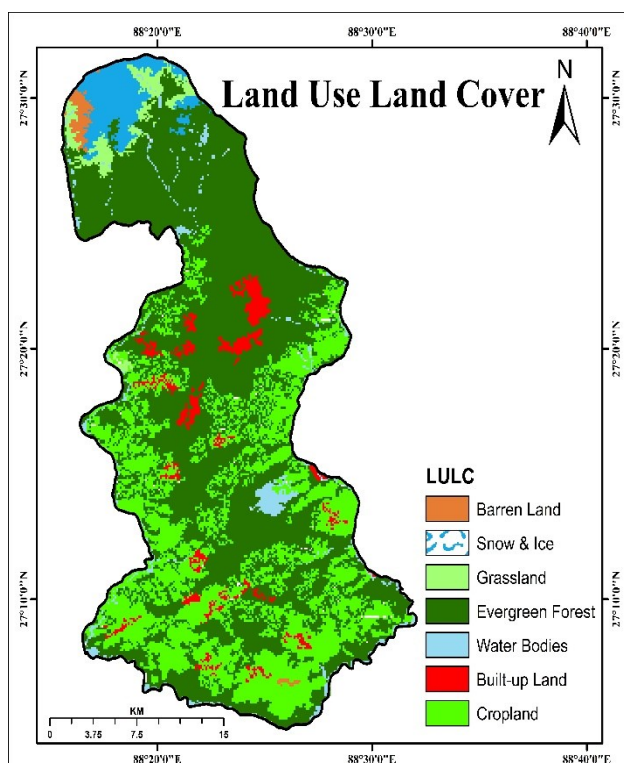 88°20'0"E 88°30'0"E 88°40'0"E
Land Use Land Cover
N
27°30'0"N 27°30'0"N
27°20'0"N 27°20'0"N
LULC
Barren Land
Snow & Ice
Grassland
Evergreen Forest
27°10'0"N 27°10'0"N
Water Bodies
Built-up Land
Cropland
KM
0 3.75 7.5 15
88°20'0"E 88°30'0"E 88°40'0"E